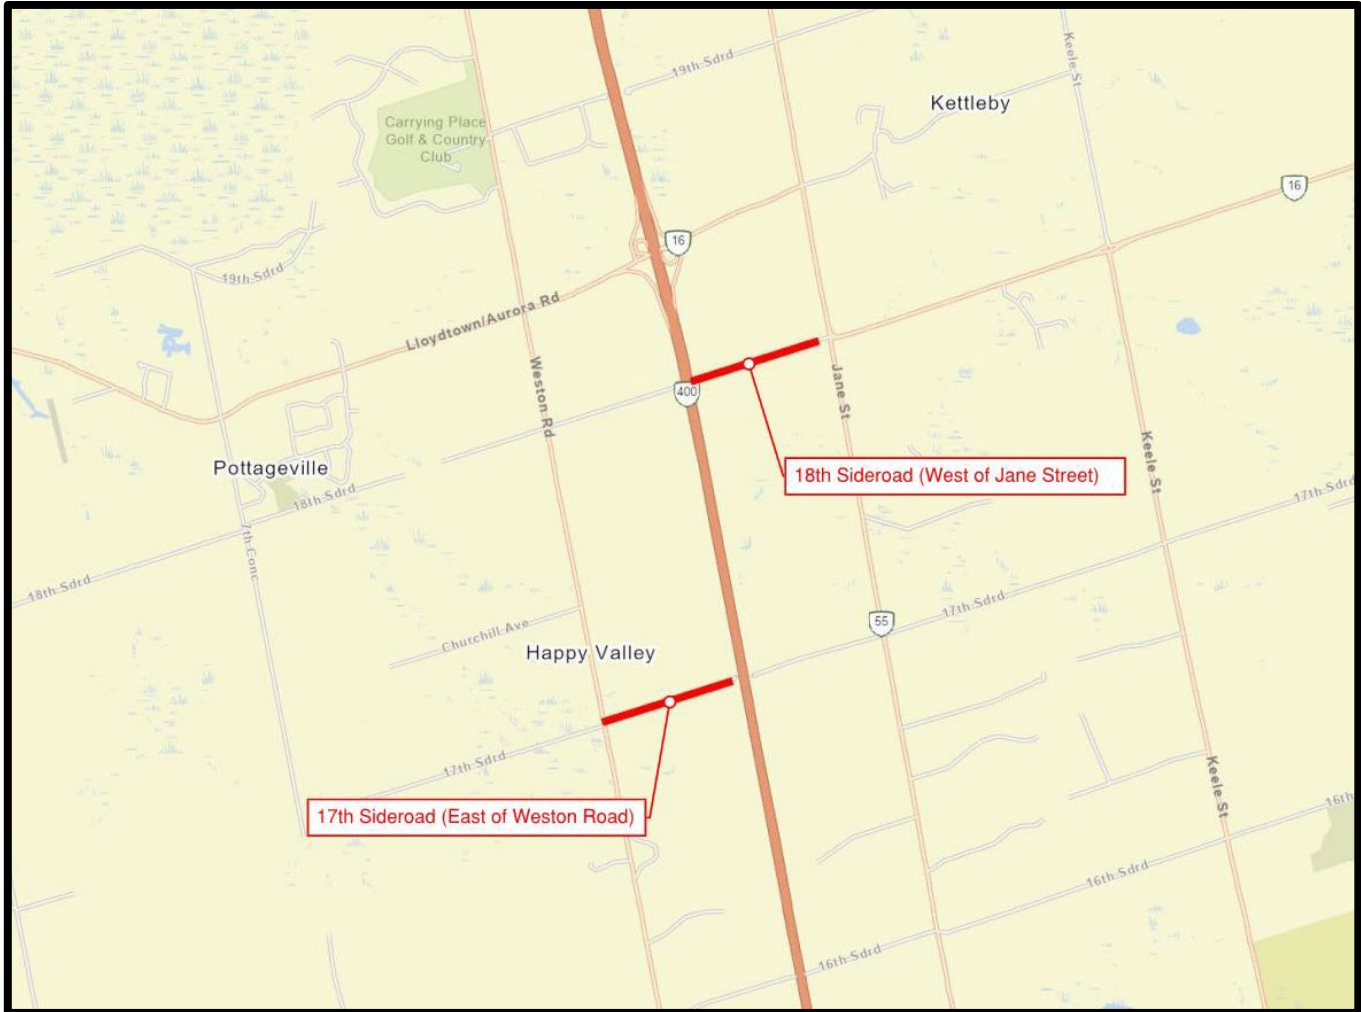 19th Sdrd
Keele St
Kettleby
Carrying Place
Golf & Country
Club
16
16
19th Sdrd
Lloydtown/Aurora Rd
Weston Rd
400
Jane St
Pottageville
18th Sideroad (West of Jane Street)
Keele St
18th Sdrd
17th Sdrd
7th Conc
18th Sdrd
17th Sdrd
55
Churchill Ave
Happy Valley
17th Sdrd
17th Sideroad (East of Weston Road)
Keele St
16th
16th Sdrd
16th Sdrd